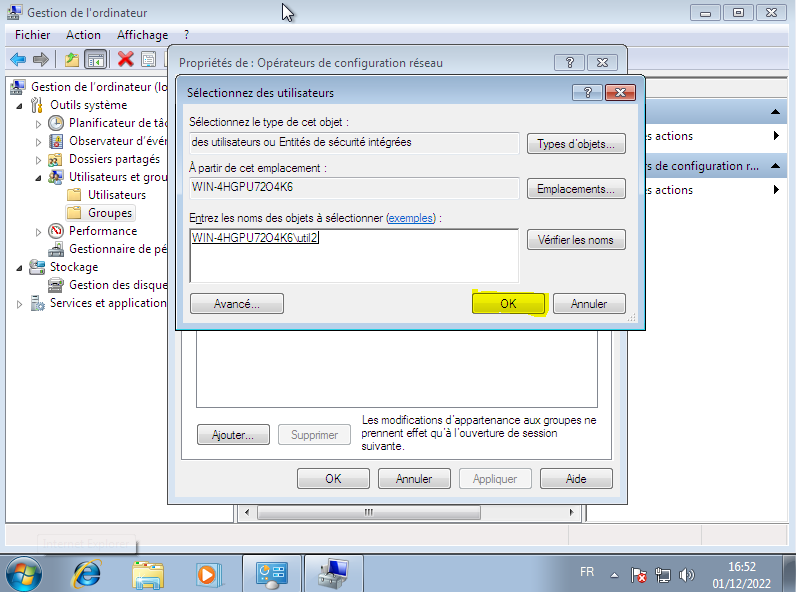 Gestion de l'ordinateur
Fichier Action Affichage ?
Gestion de l'ordinateur (lo
Outils système
Planificateur de tâc
Observateur d'évér
Dossiers partagés
Utilisateurs et grou
Utilisateurs
Groupes
Performance
Gestionnaire de pé
Stockage
Gestion des disque
Services et application
Propriétés de : Opérateurs de configuration réseau
Sélectionnez des utilisateurs
Sélectionnez le type de cet objet :
des utilisateurs ou Entités de sécurité intégrées
Types d'objets...
À partir de cet emplacement :
WIN-4HGPU72O4K6
Emplacements...
Entrez les noms des objets à sélectionner (exemples) :
WIN-4HGPU72O4K6\util2
Vérifier les noms
Avancé...
OK
Annuler
s actions
s de configuration r...
s actions
Ajouter...
Supprimer
Les modifications d'appartenance aux groupes ne
prennent effet qu'à l'ouverture de session
suivante.
OK
Annuler
Appliquer
Aide
FR
16:52
01/12/2022